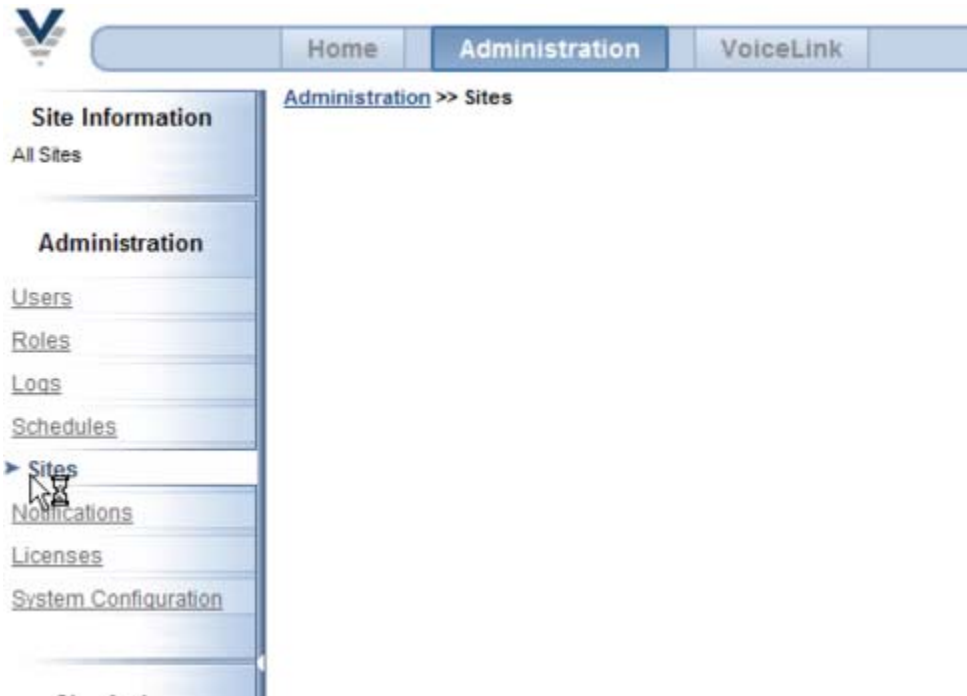 Home Administration VoiceLink
Administration >> Sites
Site Information
All Sites
Administration
Users
Roles
Logs
Schedules
Sites
Notifications
Licenses
System Configuration